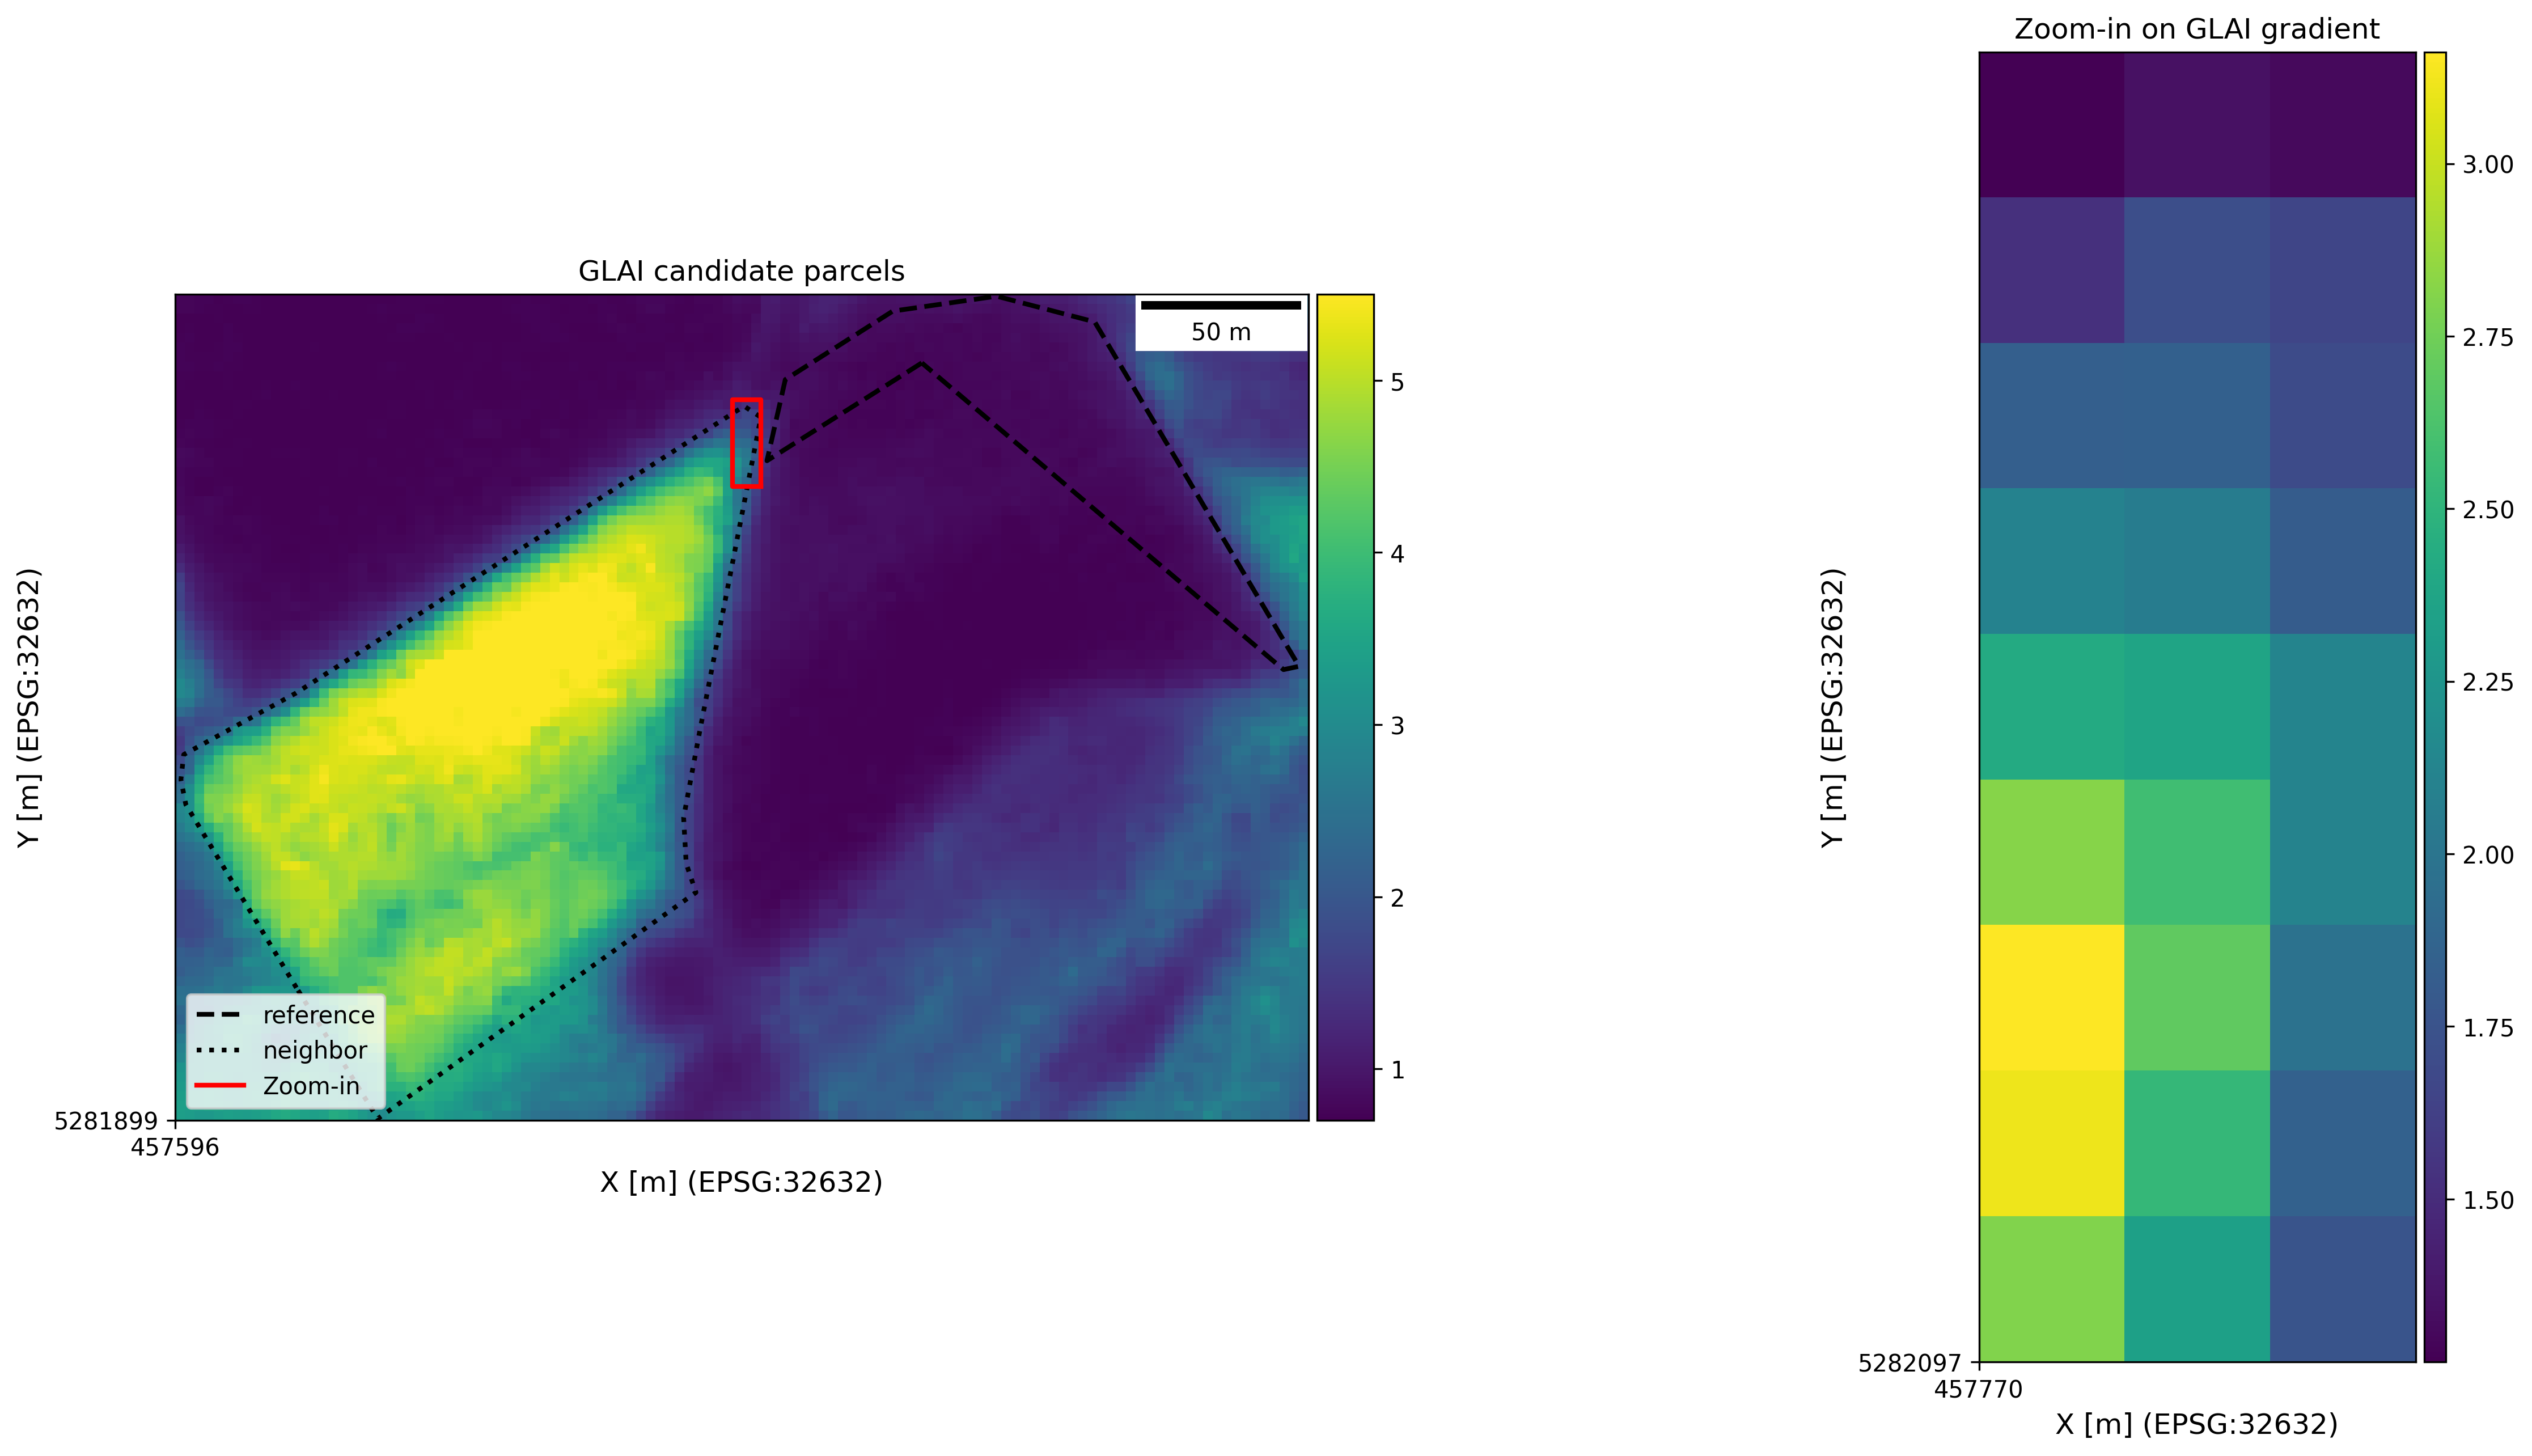 GLAI candidate parcels
50 m
5
4
3
2
1
Y [m] (EPSG:32632)
reference
neighbor
Zoom-in
5281899
457596
X [m] (EPSG:32632)
Zoom-in on GLAI gradient
3.00
2.75
2.50
2.25
2.00
1.75
1.50
Y [m] (EPSG:32632)
5282097
457770
X [m] (EPSG:32632)